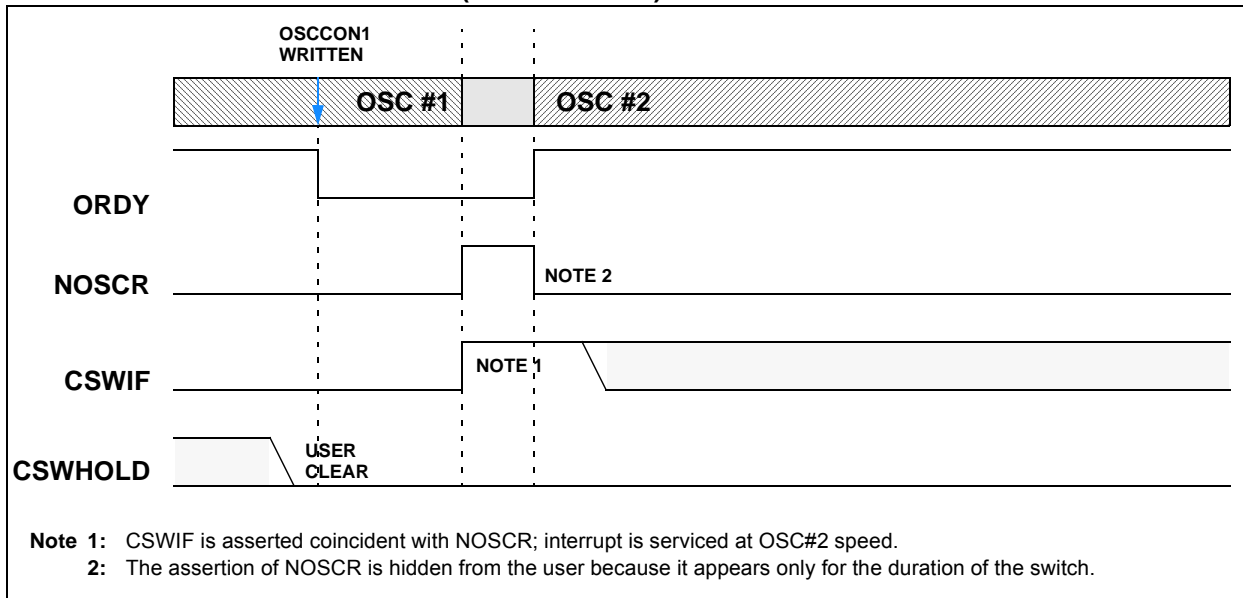 OSCCON1
WRITTEN
OSC #1
OSC #2
ORDY
NOSCR
NOTE 2
CSWIF
NOTE 1
CSWHOLD
USER
CLEAR
Note 1: CSWIF is asserted coincident with NOSCR; interrupt is serviced at OSC#2 speed.
2: The assertion of NOSCR is hidden from the user because it appears only for the duration of the switch.